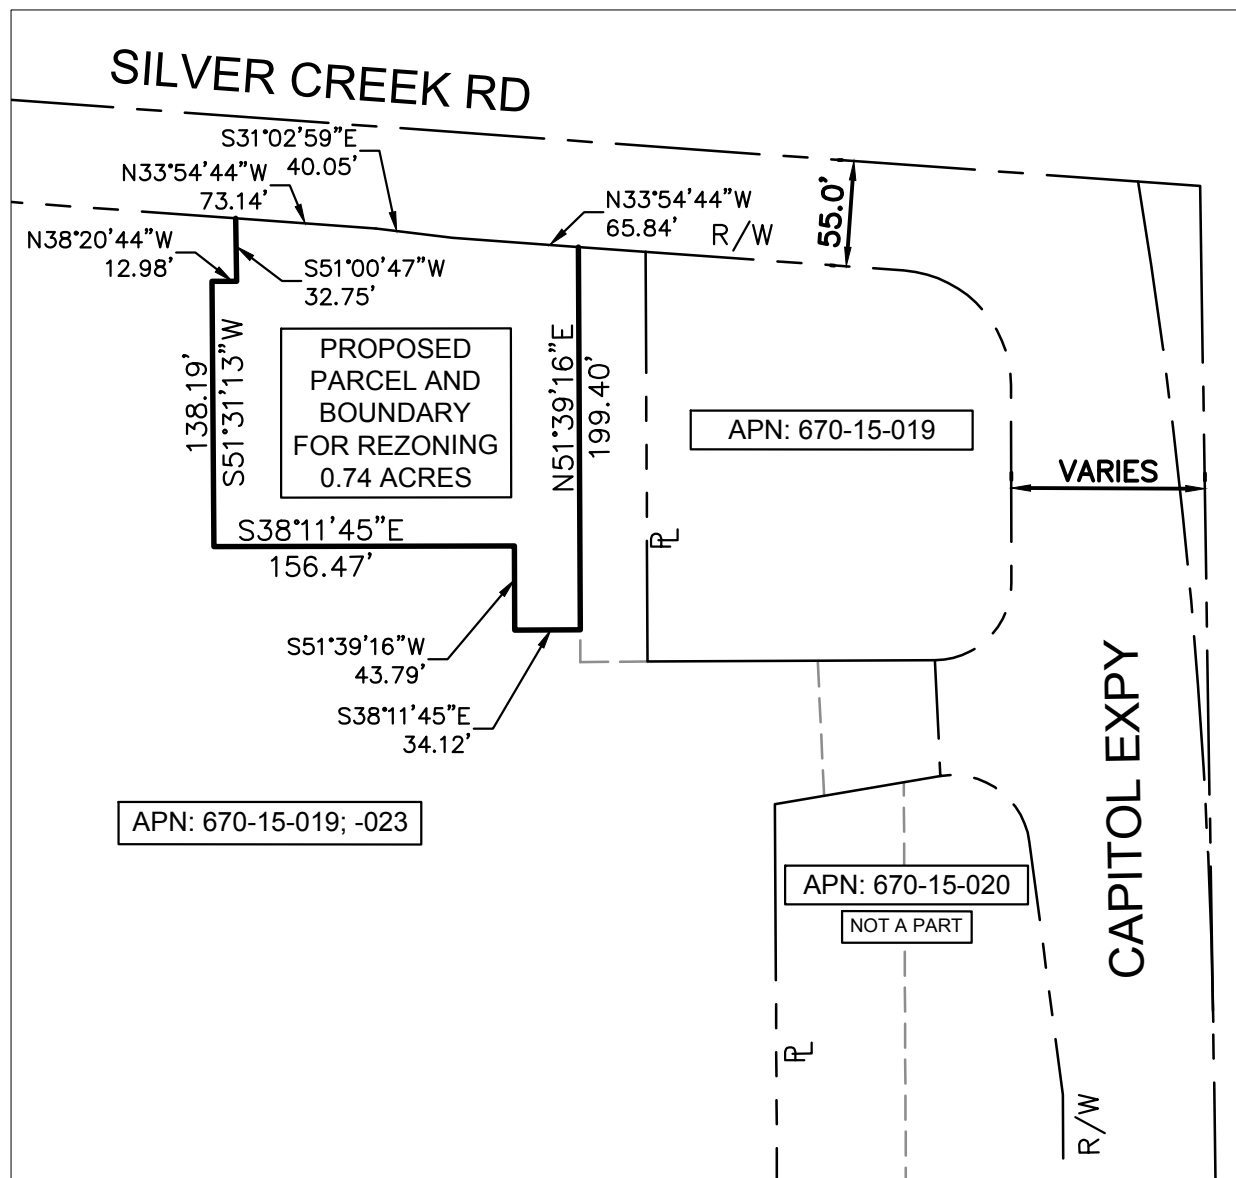 SILVER CREEK RD
S31°02'59"E
40.05'
N33°54'44"W
73.14'
N33°54'44"W
65.84'
R/W
55.0'
N38°20'44"W
12.98'
S51°00'47"W
32.75'
138.19'
S51°31'13"W
PROPOSED
PARCEL AND
BOUNDARY
FOR REZONING
0.74 ACRES
N51°39'16"E
199.40'
APN: 670-15-019
VARIES
S38°11'45"E
156.47'
PL
S51°39'16"W
43.79'
S38°11'45"E
34.12'
CAPITOL EXPY
APN: 670-15-019; -023
APN: 670-15-020
NOT A PART
PL
R/W